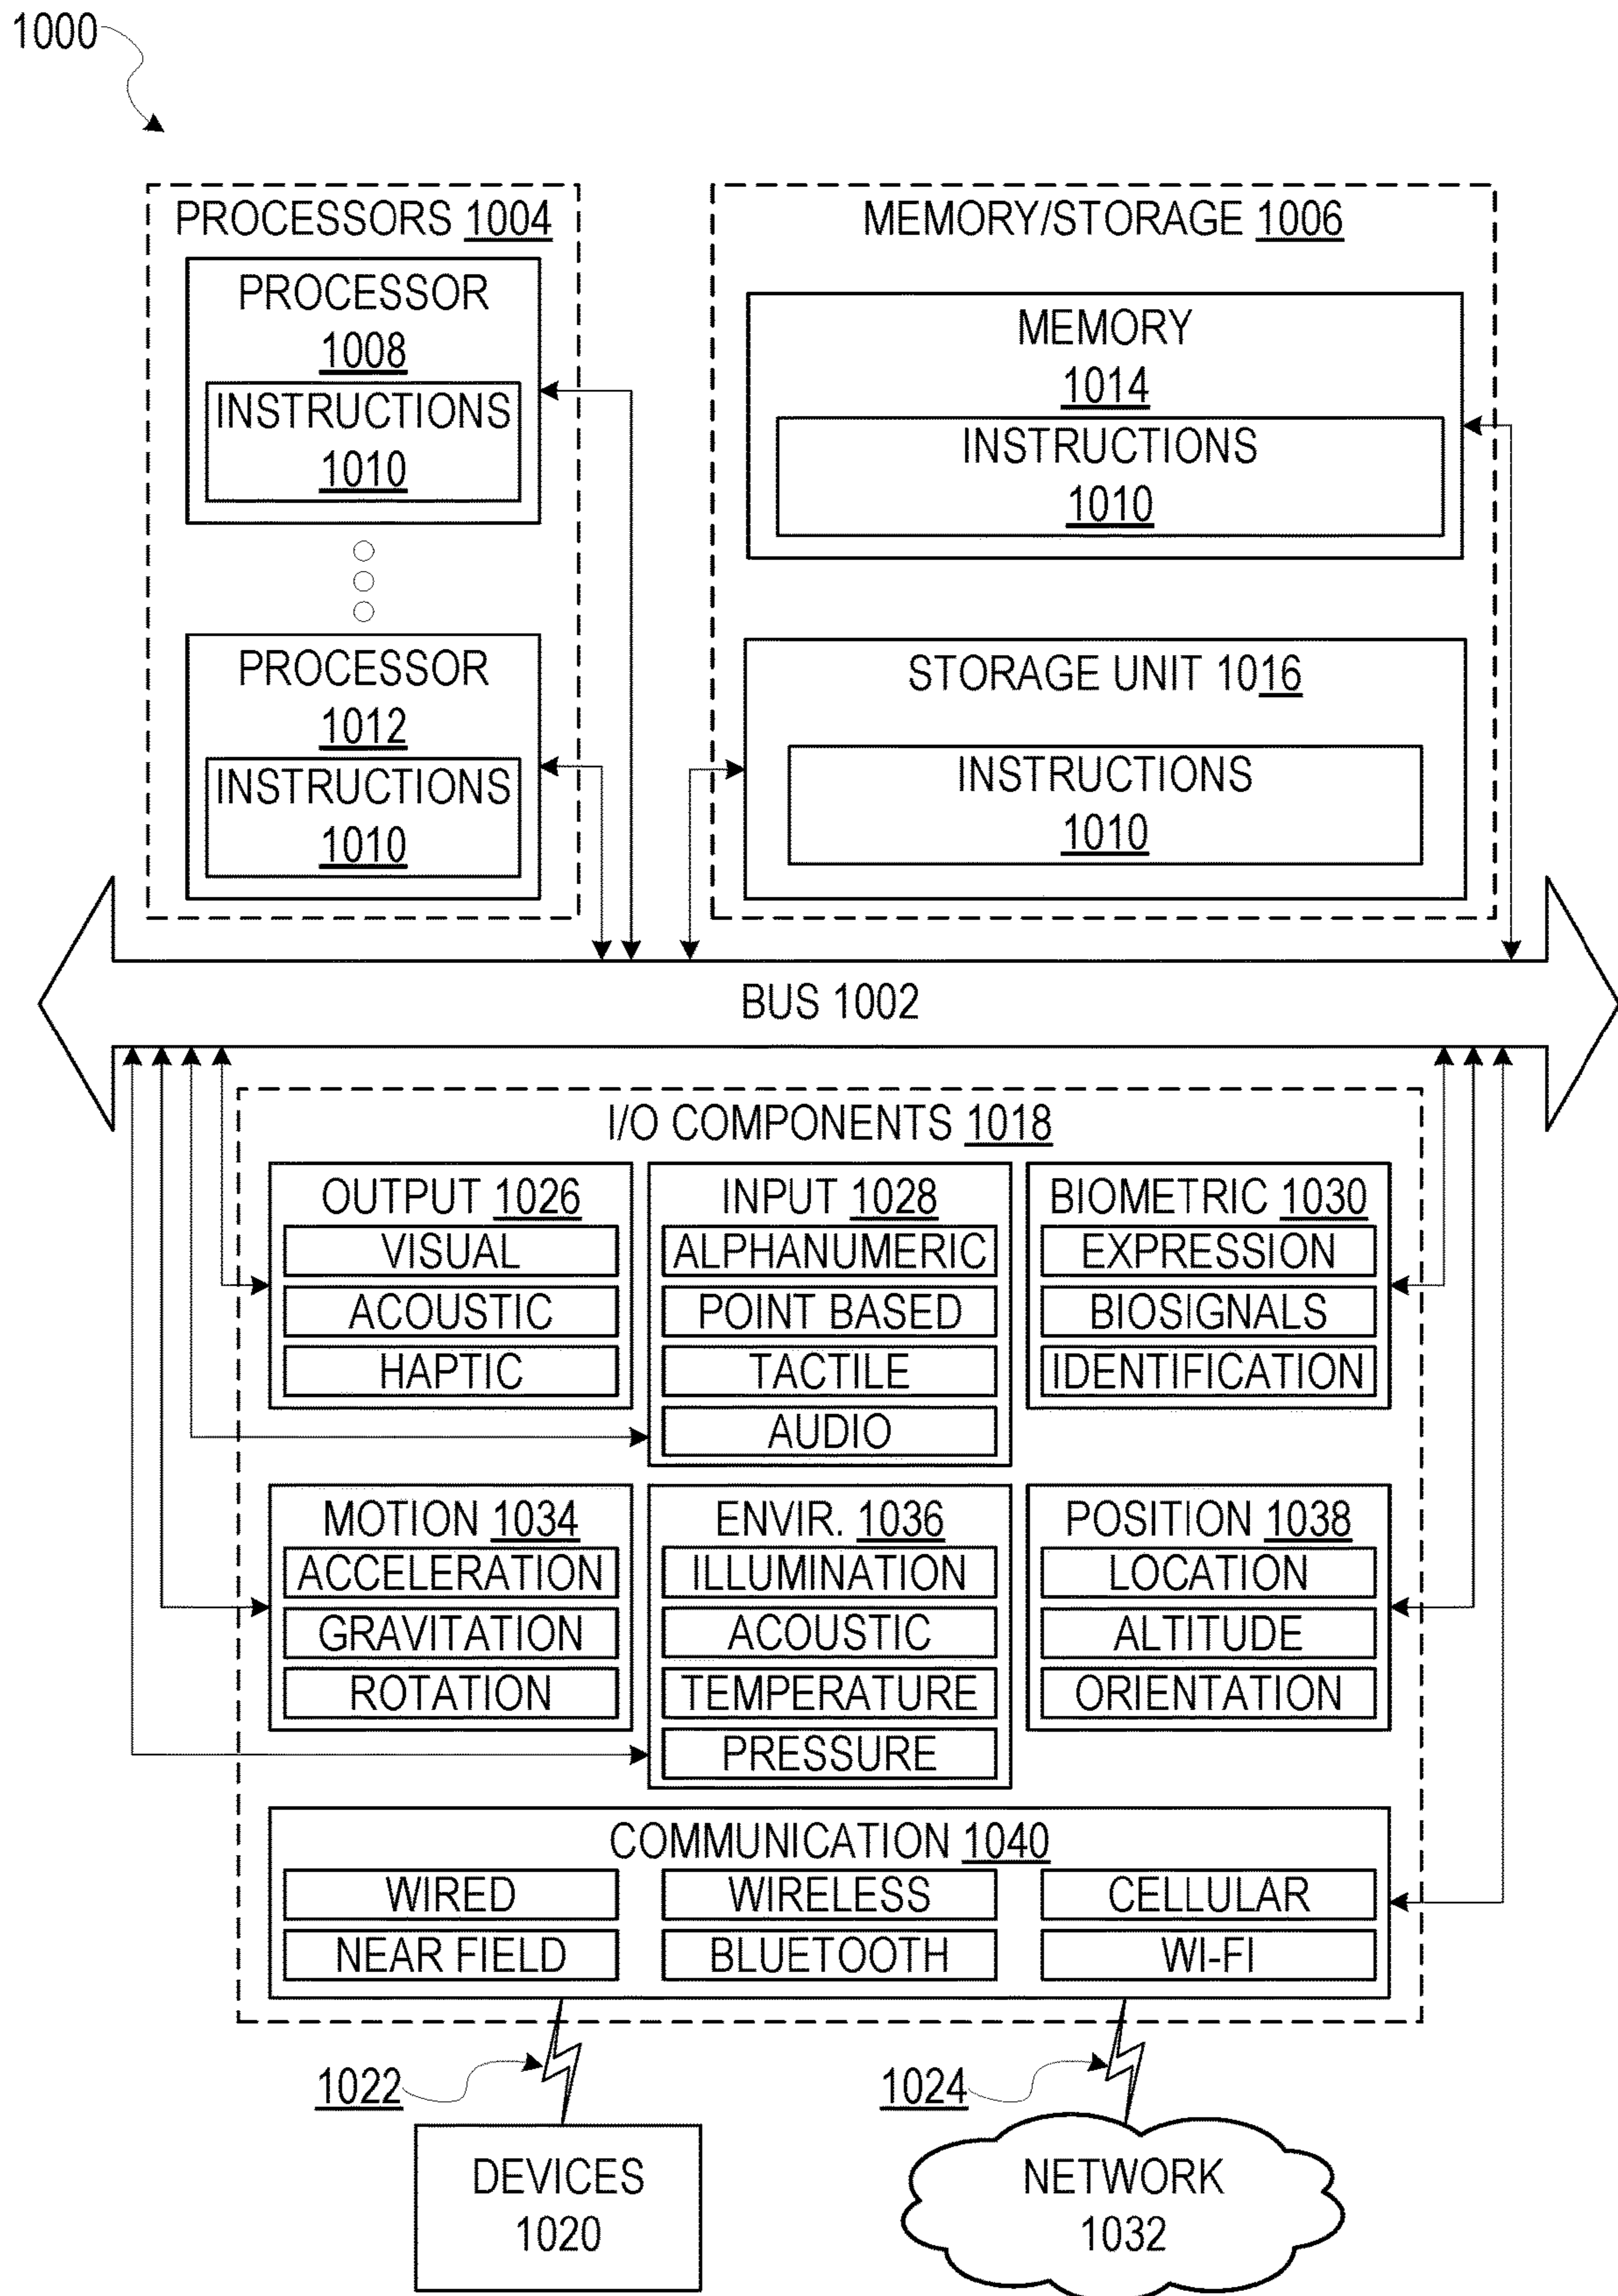 1000
PROCESSORS 1004
PROCESSOR
1008
INSTRUCTIONS
1010
PROCESSOR
1012
INSTRUCTIONS
1010
MEMORY/STORAGE 1006
MEMORY
1014
INSTRUCTIONS
1010
STORAGE UNIT 1016
INSTRUCTIONS
1010
BUS 1002
I/O COMPONENTS 1018
OUTPUT 1026
VISUAL
ACOUSTIC
HAPTIC
INPUT 1028
ALPHANUMERIC
POINT BASED
TACTILE
AUDIO
BIOMETRIC 1030
EXPRESSION
BIOSIGNALS
IDENTIFICATION
MOTION 1034
ACCELERATION
GRAVITATION
ROTATION
ENVIR. 1036
ILLUMINATION
ACOUSTIC
TEMPERATURE
PRESSURE
POSITION 1038
LOCATION
ALTITUDE
ORIENTATION
COMMUNICATION 1040
WIRED
WIRELESS
CELLULAR
NEAR FIELD
BLUETOOTH
WI-FI
1022
1024
DEVICES
1020
NETWORK
1032